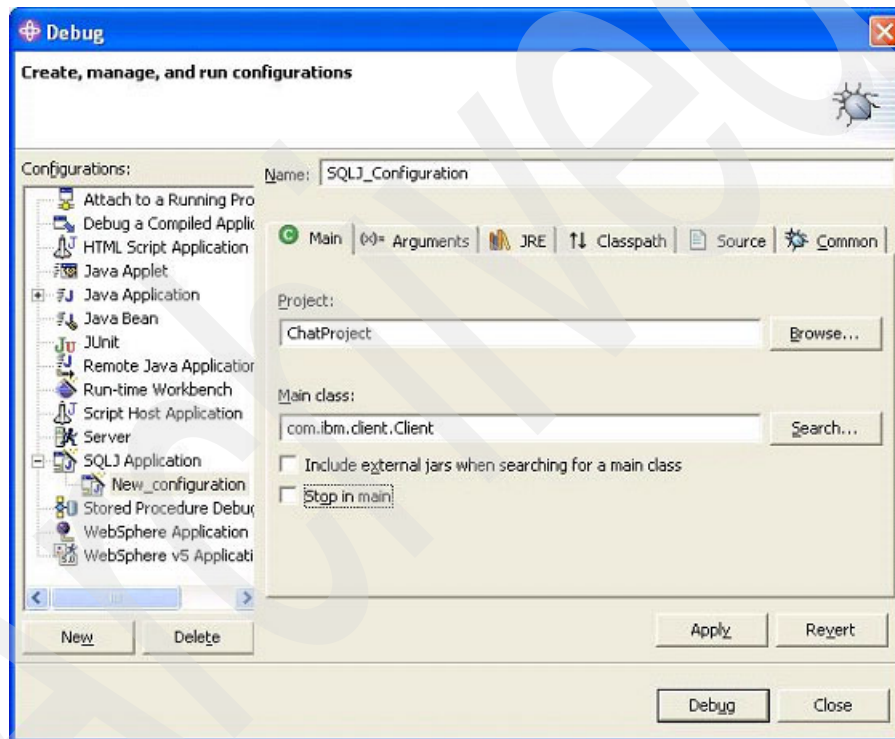 Debug
Create, manage, and run configurations
Configurations:
Attach to a Running Pro
Debug a Compiled Applic
HTML Script Application
Java Applet
Java Application
Java Bean
JUnit
Remote Java Application
Run-time Workbench
Script Host Application
Server
SQLJ Application
New_configuration
Stored Procedure Debug
WebSphere Application
WebSphere v5 Applicati
New
Delete
Name: SQLJ_Configuration
Main (x)= Arguments JRE Classpath Source Common
Project:
ChatProject
Browse...
Main class:
com.ibm.client.Client
Search...
Include external jars when searching for a main class
Stop in main
Apply
Revert
Debug
Close